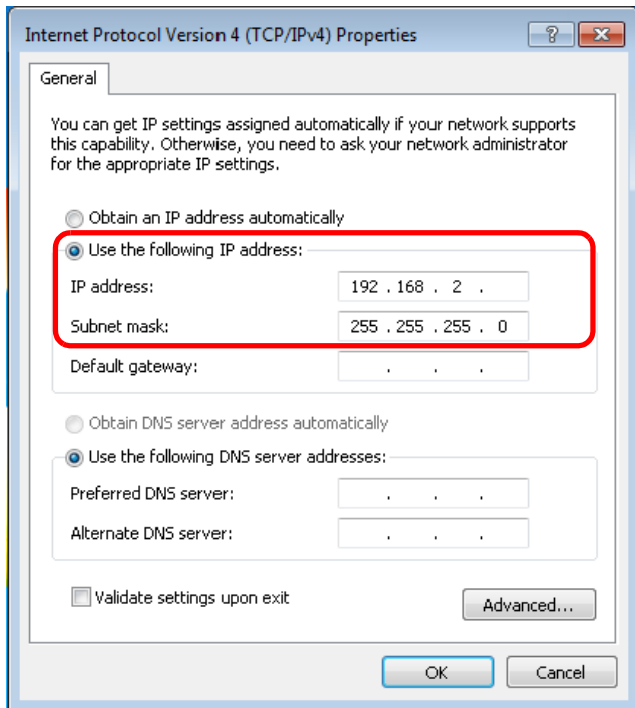 Internet Protocol Version 4 (TCP/IPv4) Properties
General
You can get IP settings assigned automatically if your network supports
this capability. Otherwise, you need to ask your network administrator
for the appropriate IP settings.
Obtain an IP address automatically
Use the following IP address:
IP address: 192 . 168 . 2 .
Subnet mask: 255 . 255 . 255 . 0
Default gateway: . . .
Obtain DNS server address automatically
Use the following DNS server addresses:
Preferred DNS server: . . .
Alternate DNS server: . . .
Validate settings upon exit
Advanced...
OK Cancel